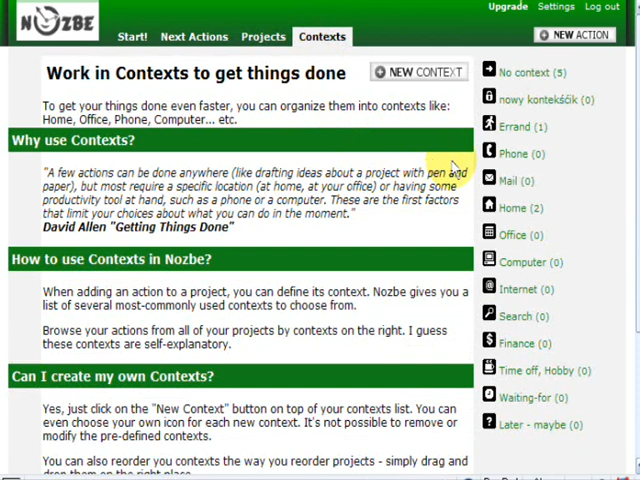 NOZBE
Upgrade Settings Log out
Start! Next Actions Projects Contexts
NEW ACTION
Work in Contexts to get things done
NEW CONTEXT
To get your things done even faster, you can organize them into contexts like:
Home, Office, Phone, Computer... etc.
Why use Contexts?
"A few actions can be done anywhere (like drafting ideas about a project with pen and
paper), but most require a specific location (at home, at your office) or having some
productivity tool at hand, such as a phone or a computer. These are the first factors
that limit your choices about what you can do in the moment."
David Allen "Getting Things Done"
How to use Contexts in Nozbe?
When adding an action to a project, you can define its context. Nozbe gives you a
list of several most-commonly used contexts to choose from.
Browse your actions from all of your projects by contexts on the right. I guess
these contexts are self-explanatory.
Can I create my own Contexts?
Yes, just click on the "New Context" button on top of your contexts list. You can
even choose your own icon for each new context. It's not possible to remove or
modify the pre-defined contexts.
You can also reorder you contexts the way you reorder projects - simply drag and
drop them on the right place
No context (5)
nowy kontekśćik (0)
Errand (1)
Phone (0)
Mail (0)
Home (2)
Office (0)
Computer (0)
Internet (0)
Search (0)
Finance (0)
Time off, Hobby (0)
Waiting-for (0)
Later - maybe (0)